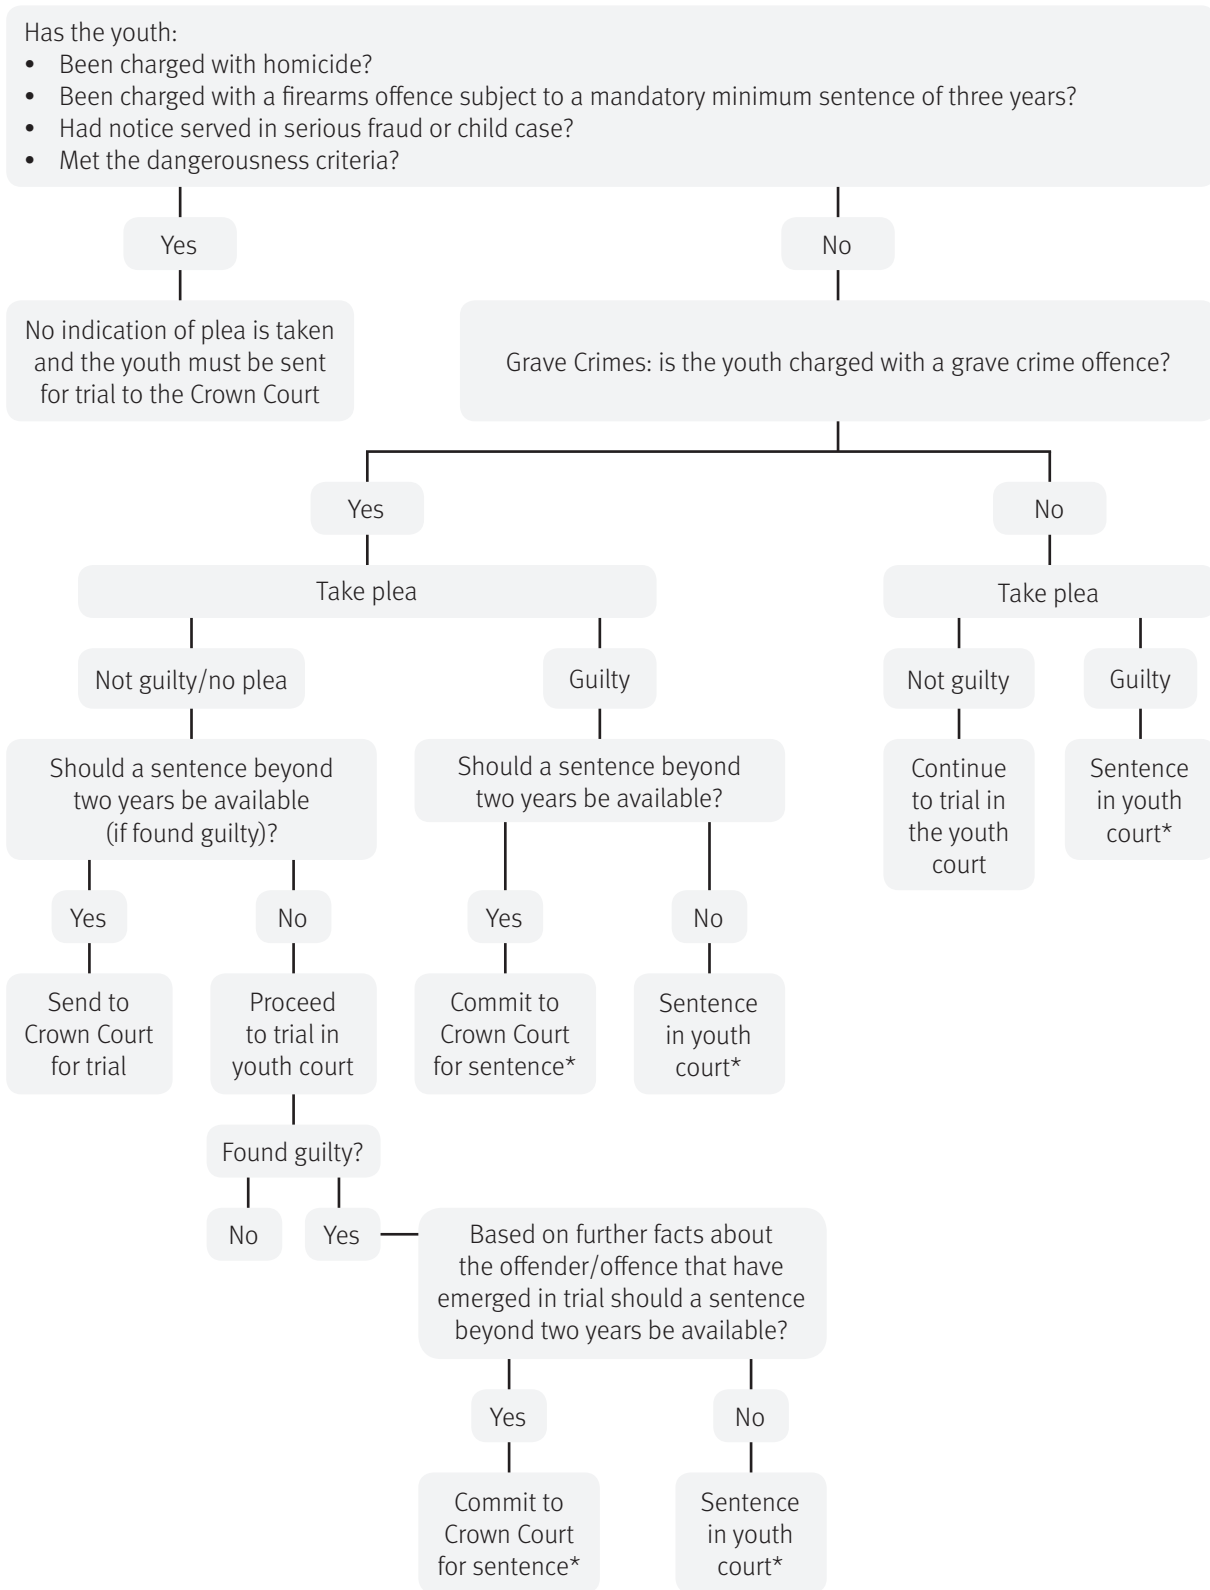 Has the youth:
• Been charged with homicide?
• Been charged with a firearms offence subject to a mandatory minimum sentence of three years?
• Had notice served in serious fraud or child case?
• Met the dangerousness criteria?
Yes
No
No indication of plea is taken
and the youth must be sent
for trial to the Crown Court
Grave Crimes: is the youth charged with a grave crime offence?
Yes
No
Take plea
Take plea
Not guilty/no plea
Guilty
Not guilty
Guilty
Should a sentence beyond
two years be available
(if found guilty)?
Should a sentence beyond
two years be available?
Continue
to trial in
the youth
court
Sentence
in youth
court*
Yes
No
Yes
No
Send to
Crown Court
for trial
Proceed
to trial in
youth court
Commit to
Crown Court
for sentence*
Sentence
in youth
court*
Found guilty?
No
Yes
Based on further facts about
the offender/offence that have
emerged in trial should a sentence
beyond two years be available?
Yes
No
Commit to
Crown Court
for sentence*
Sentence
in youth
court*